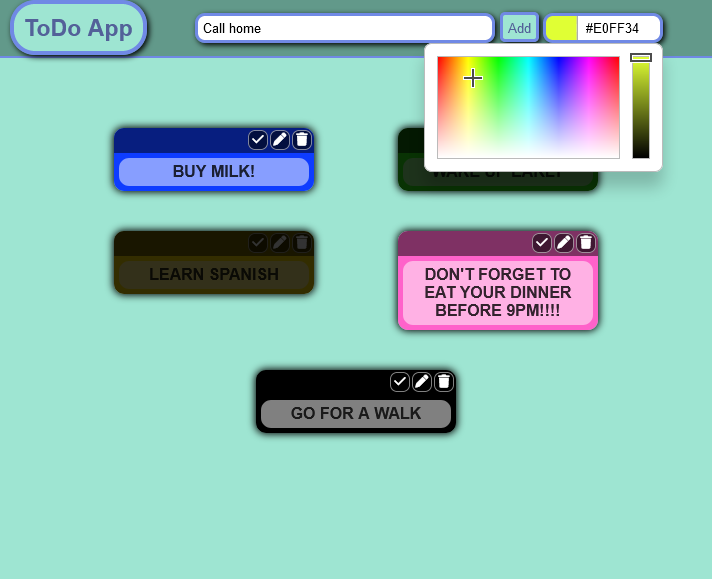 ToDo App
Call home
Add
#E0FF34
BUY MILK!
WAKE UP EARLY
LEARN SPANISH
DON'T FORGET TO
EAT YOUR DINNER
BEFORE 9PM!!!!
GO FOR A WALK